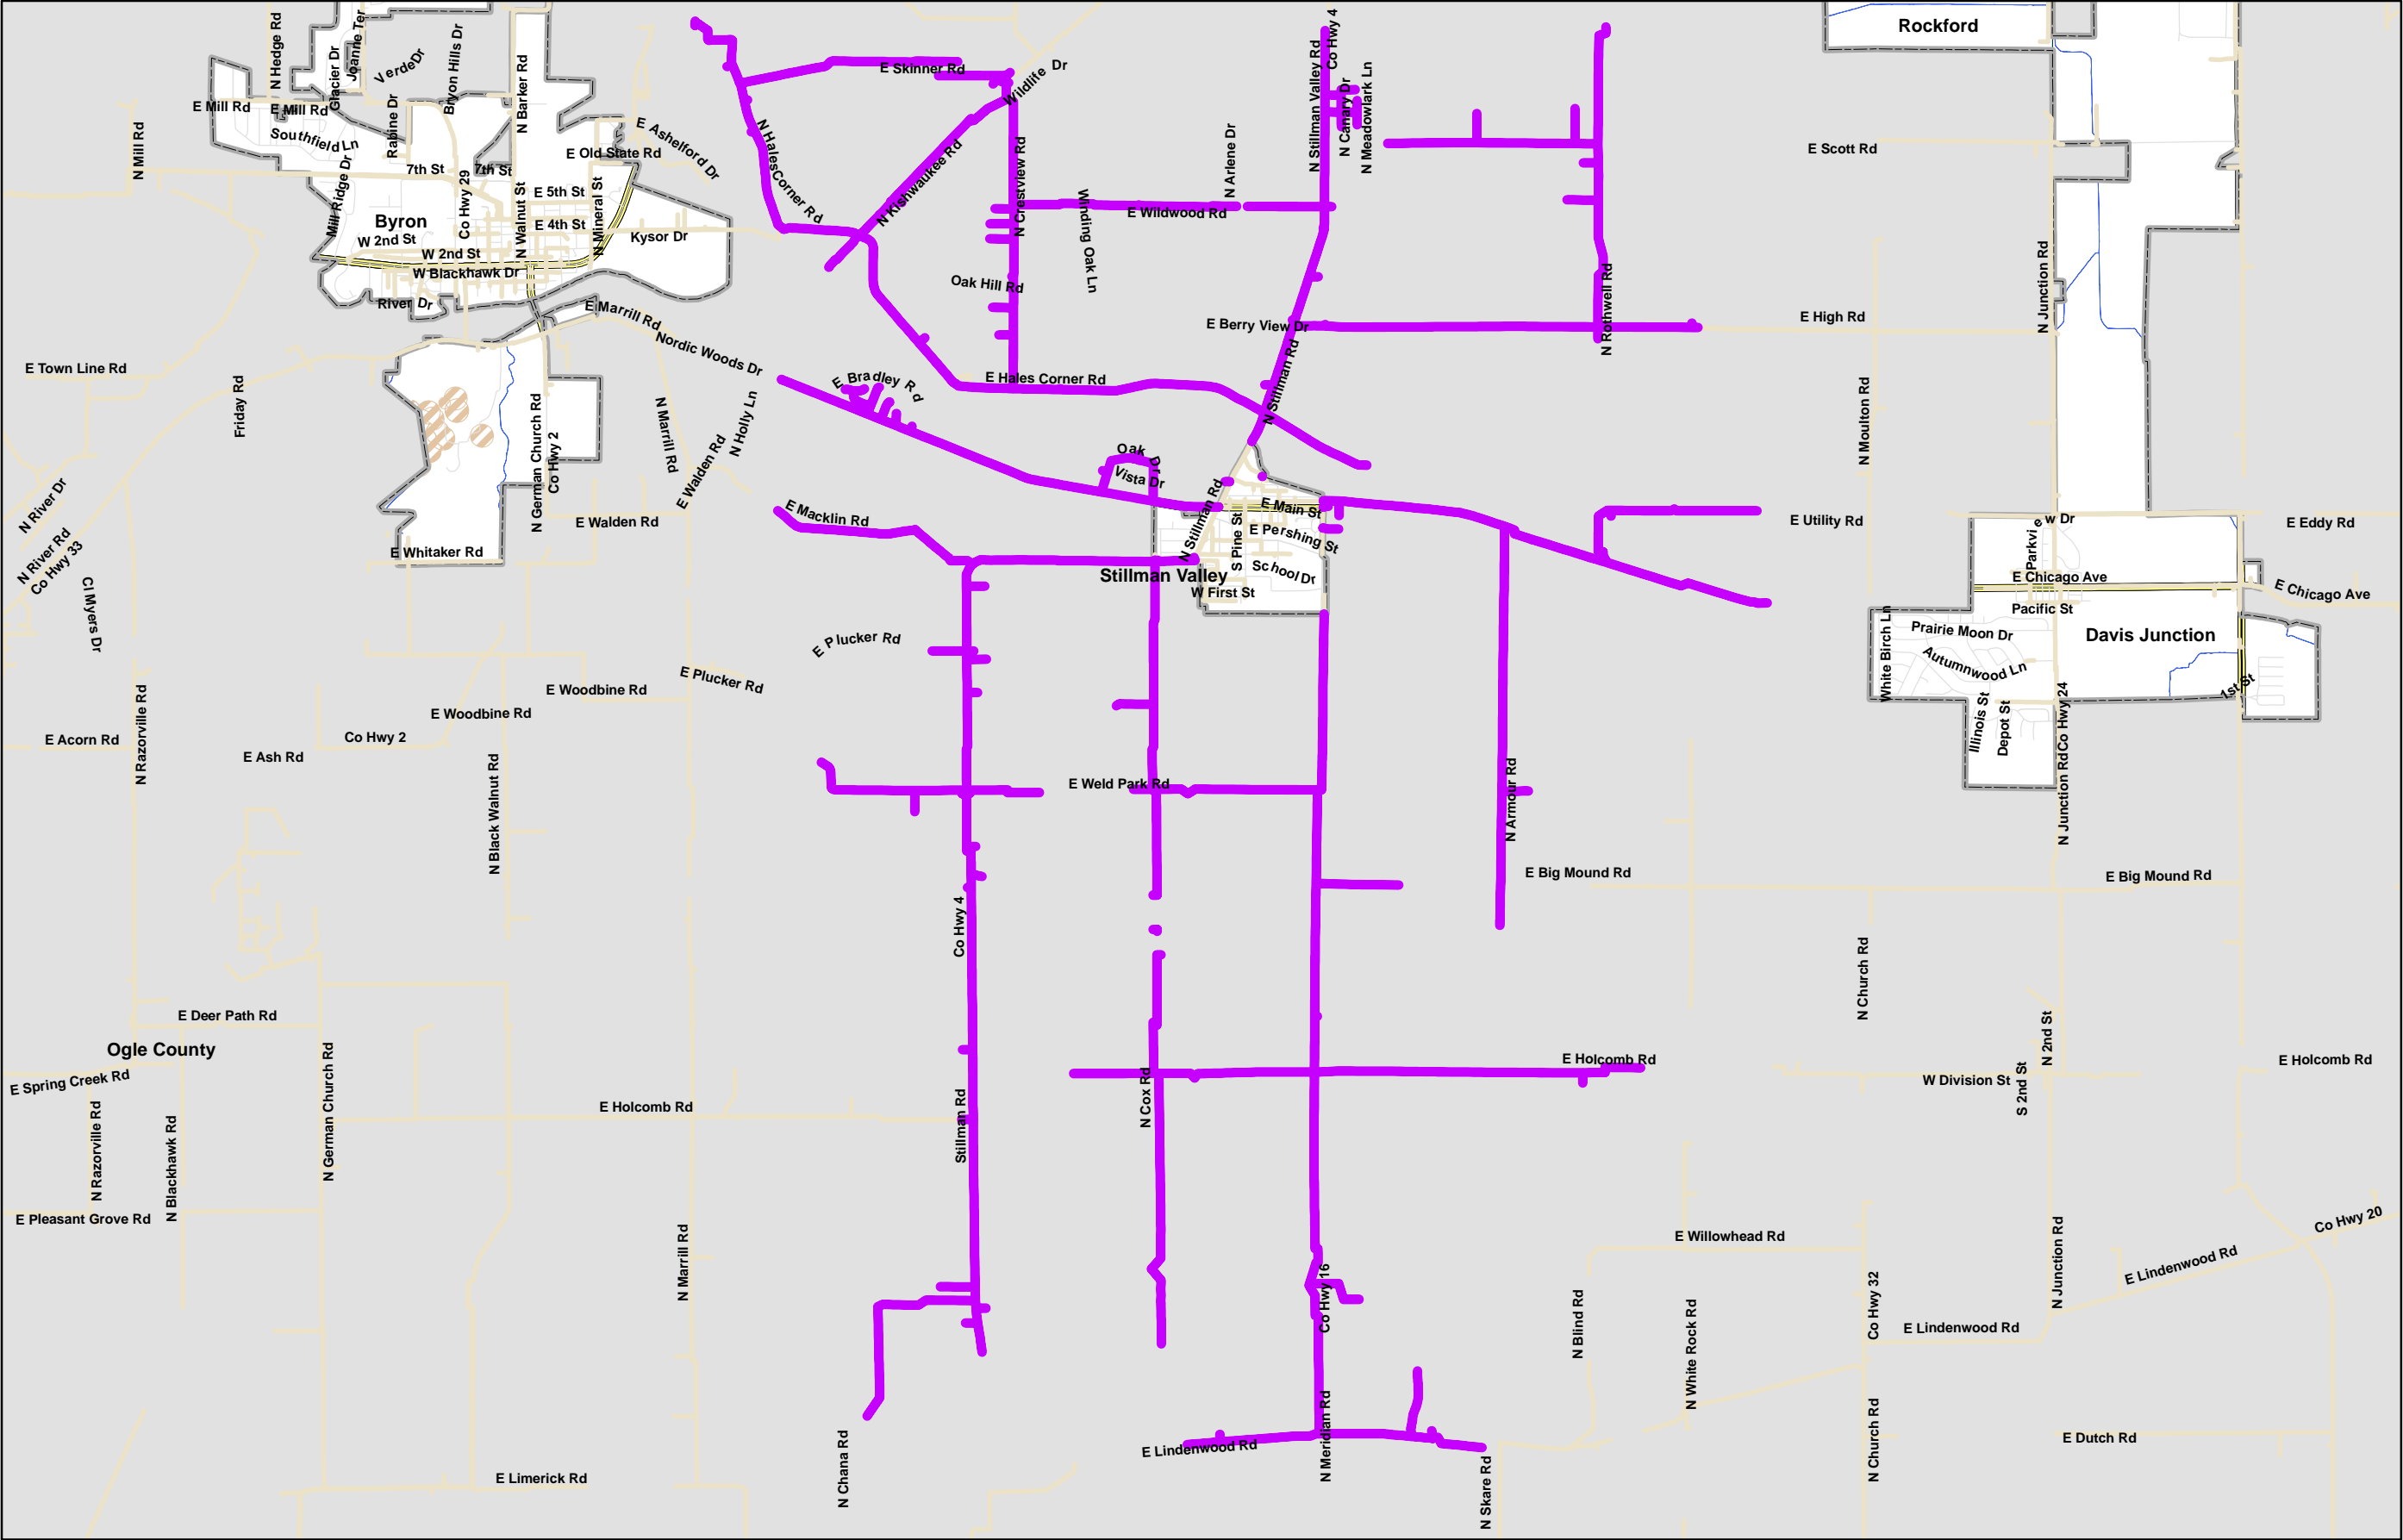 Rockford
N Hedge Rd
Joanne Ter
Glacier Dr
VerdeDr
Bryon Hills Dr
N Barker Rd
E Skinner Rd
Wildlife Dr
N Stillman Valley Rd
Co Hwy 4
N Canary Dr
N Meadowlark Ln
E Mill Rd
E Mill Rd
Southfield Ln
Rabine Dr
N Mill Rd
E Ashelford Dr
E Old State Rd
N HalesCorner Rd
N Kishwaukee Rd
N Crestview Rd
N Arlene Dr
E Scott Rd
7th St
7th St
Mill Ridge Dr
Co Hwy 29
N Walnut St
E 5th St
N Mineral St
E 4th St
Byron
W 2nd St
W 2nd St
Kysor Dr
W Blackhawk Dr
River Dr
Winding Oak Ln
E Wildwood Rd
Oak Hill Rd
E Marrill Rd
Nordic Woods Dr
E Berry View Dr
N Rothwell Rd
E High Rd
N Junction Rd
E Town Line Rd
Friday Rd
E Bradley Rd
E Hales Corner Rd
N Stillman Rd
N Moulton Rd
N German Church Rd
Co Hwy 2
N Marrill Rd
N Holly Ln
E Walden Rd
Oak Dr
Vista Dr
N River Dr
N River Rd
Co Hwy 33
E Walden Rd
E Whitaker Rd
E Macklin Rd
N Stillman Rd
E Main St
E Pershing St
S Pine St
School Dr
W First St
Stillman Valley
E Utility Rd
Parkview Dr
E Eddy Rd
E Chicago Ave
E Chicago Ave
Pacific St
Davis Junction
White Birch Ln
Prairie Moon Dr
Autumnwood Ln
1st St
Illinois St
Depot St
Co Hwy 24
N Junction Rd
Cl Myers Dr
E Plucker Rd
E Plucker Rd
E Woodbine Rd
E Woodbine Rd
N Razorville Rd
E Acorn Rd
E Ash Rd
Co Hwy 2
N Black Walnut Rd
E Weld Park Rd
N Armour Rd
E Big Mound Rd
E Big Mound Rd
Co Hwy 4
N Church Rd
E Deer Path Rd
Ogle County
E Spring Creek Rd
N German Church Rd
N Razorville Rd
N Blackhawk Rd
E Pleasant Grove Rd
E Holcomb Rd
Stillman Rd
N Cox Rd
E Holcomb Rd
N 2nd St
S 2nd St
W Division St
E Holcomb Rd
N Marrill Rd
Co Hwy 16
E Willowhead Rd
N Blind Rd
N White Rock Rd
Co Hwy 32
N Junction Rd
E Lindenwood Rd
Co Hwy 20
E Lindenwood Rd
N Chana Rd
E Lindenwood Rd
N Meridian Rd
N Skare Rd
N Church Rd
E Dutch Rd
E Limerick Rd